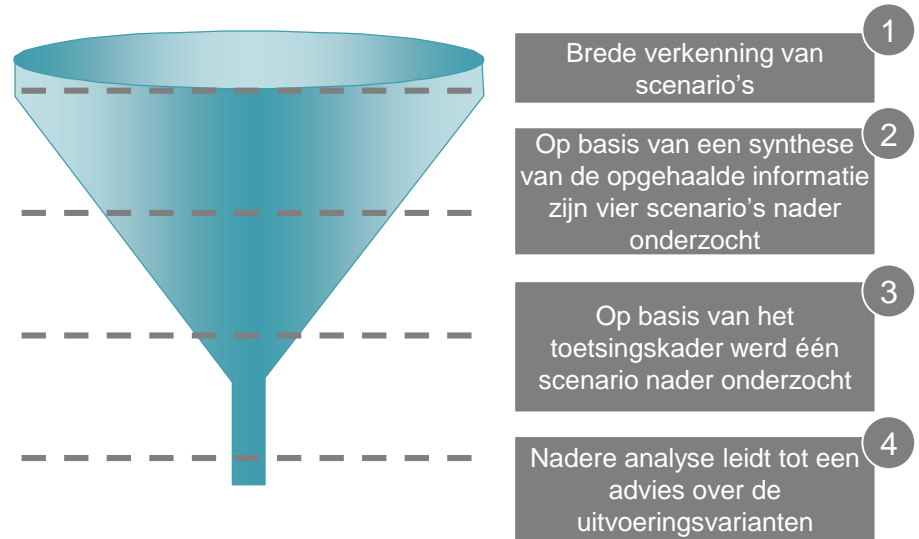 1
Brede verkenning van
scenario's
2
Op basis van een synthese
van de opgehaalde informatie
zijn vier scenario's nader
onderzocht
3
Op basis van het
toetsingskader werd één
scenario nader onderzocht
4
Nadere analyse leidt tot een
advies over de
uitvoeringsvarianten